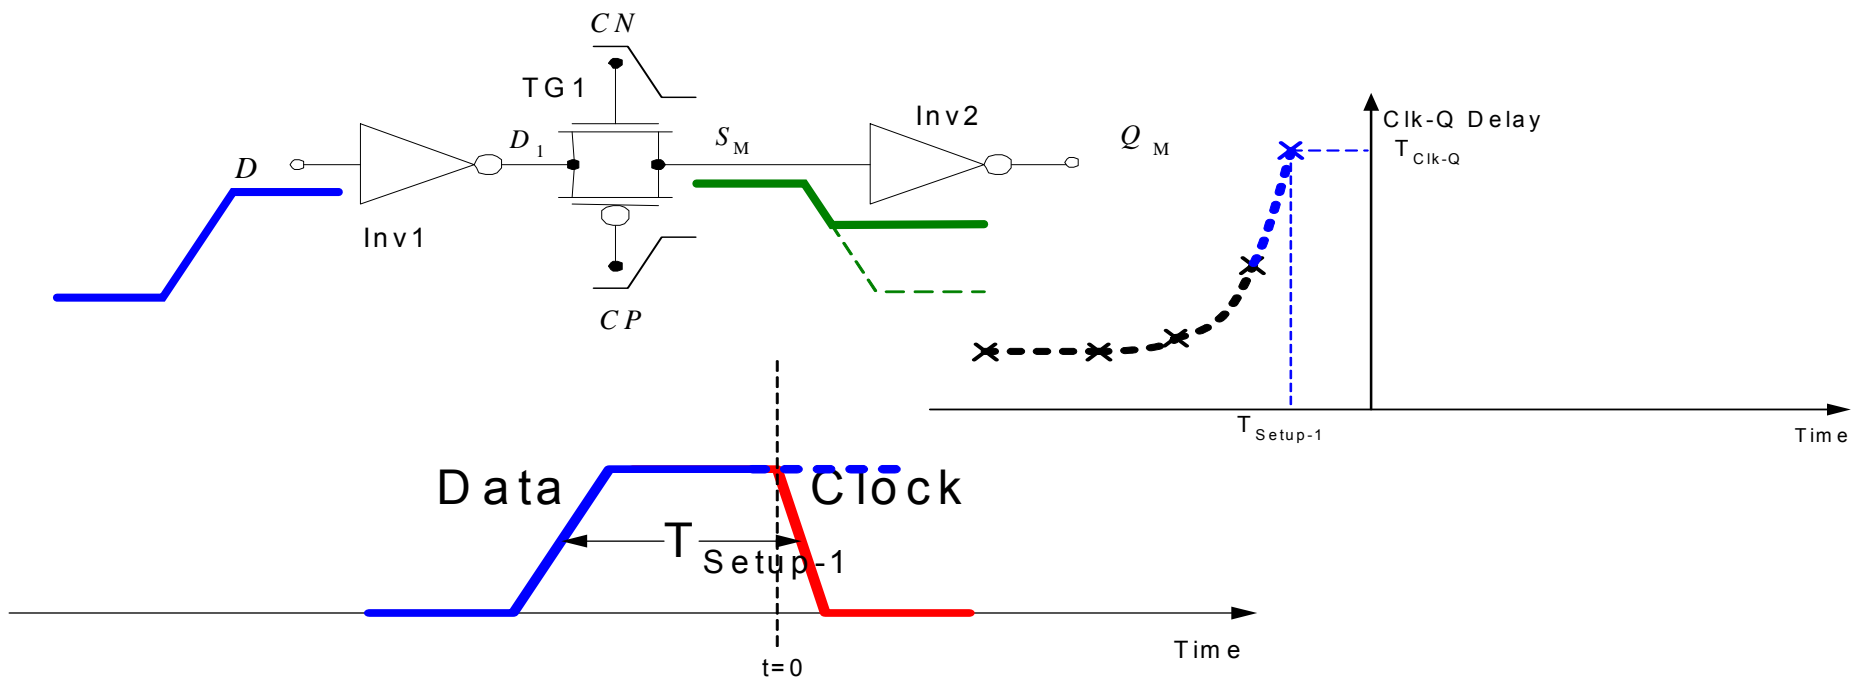 CN
TG1
Inv2
Clk-Q Delay
D
D1
SM
QM
TClk-Q
Inv1
CP
TSetup-1
Time
Data
Clock
TSetup-1
Time
t=0